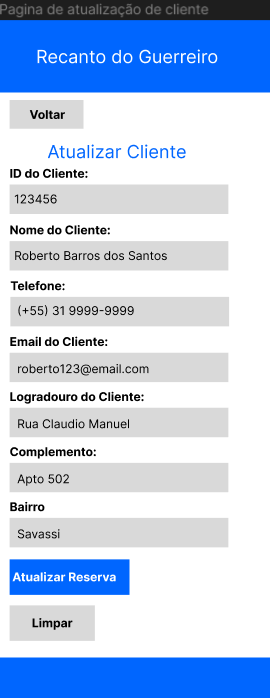 Pagina de atualização de cliente
Recanto do Guerreiro
Voltar
Atualizar Cliente
ID do Cliente:
123456
Nome do Cliente:
Roberto Barros dos Santos
Telefone:
(+55) 31 9999-9999
Email do Cliente:
roberto123@email.com
Logradouro do Cliente:
Rua Claudio Manuel
Complemento:
Apto 502
Bairro
Savassi
Atualizar Reserva
Limpar